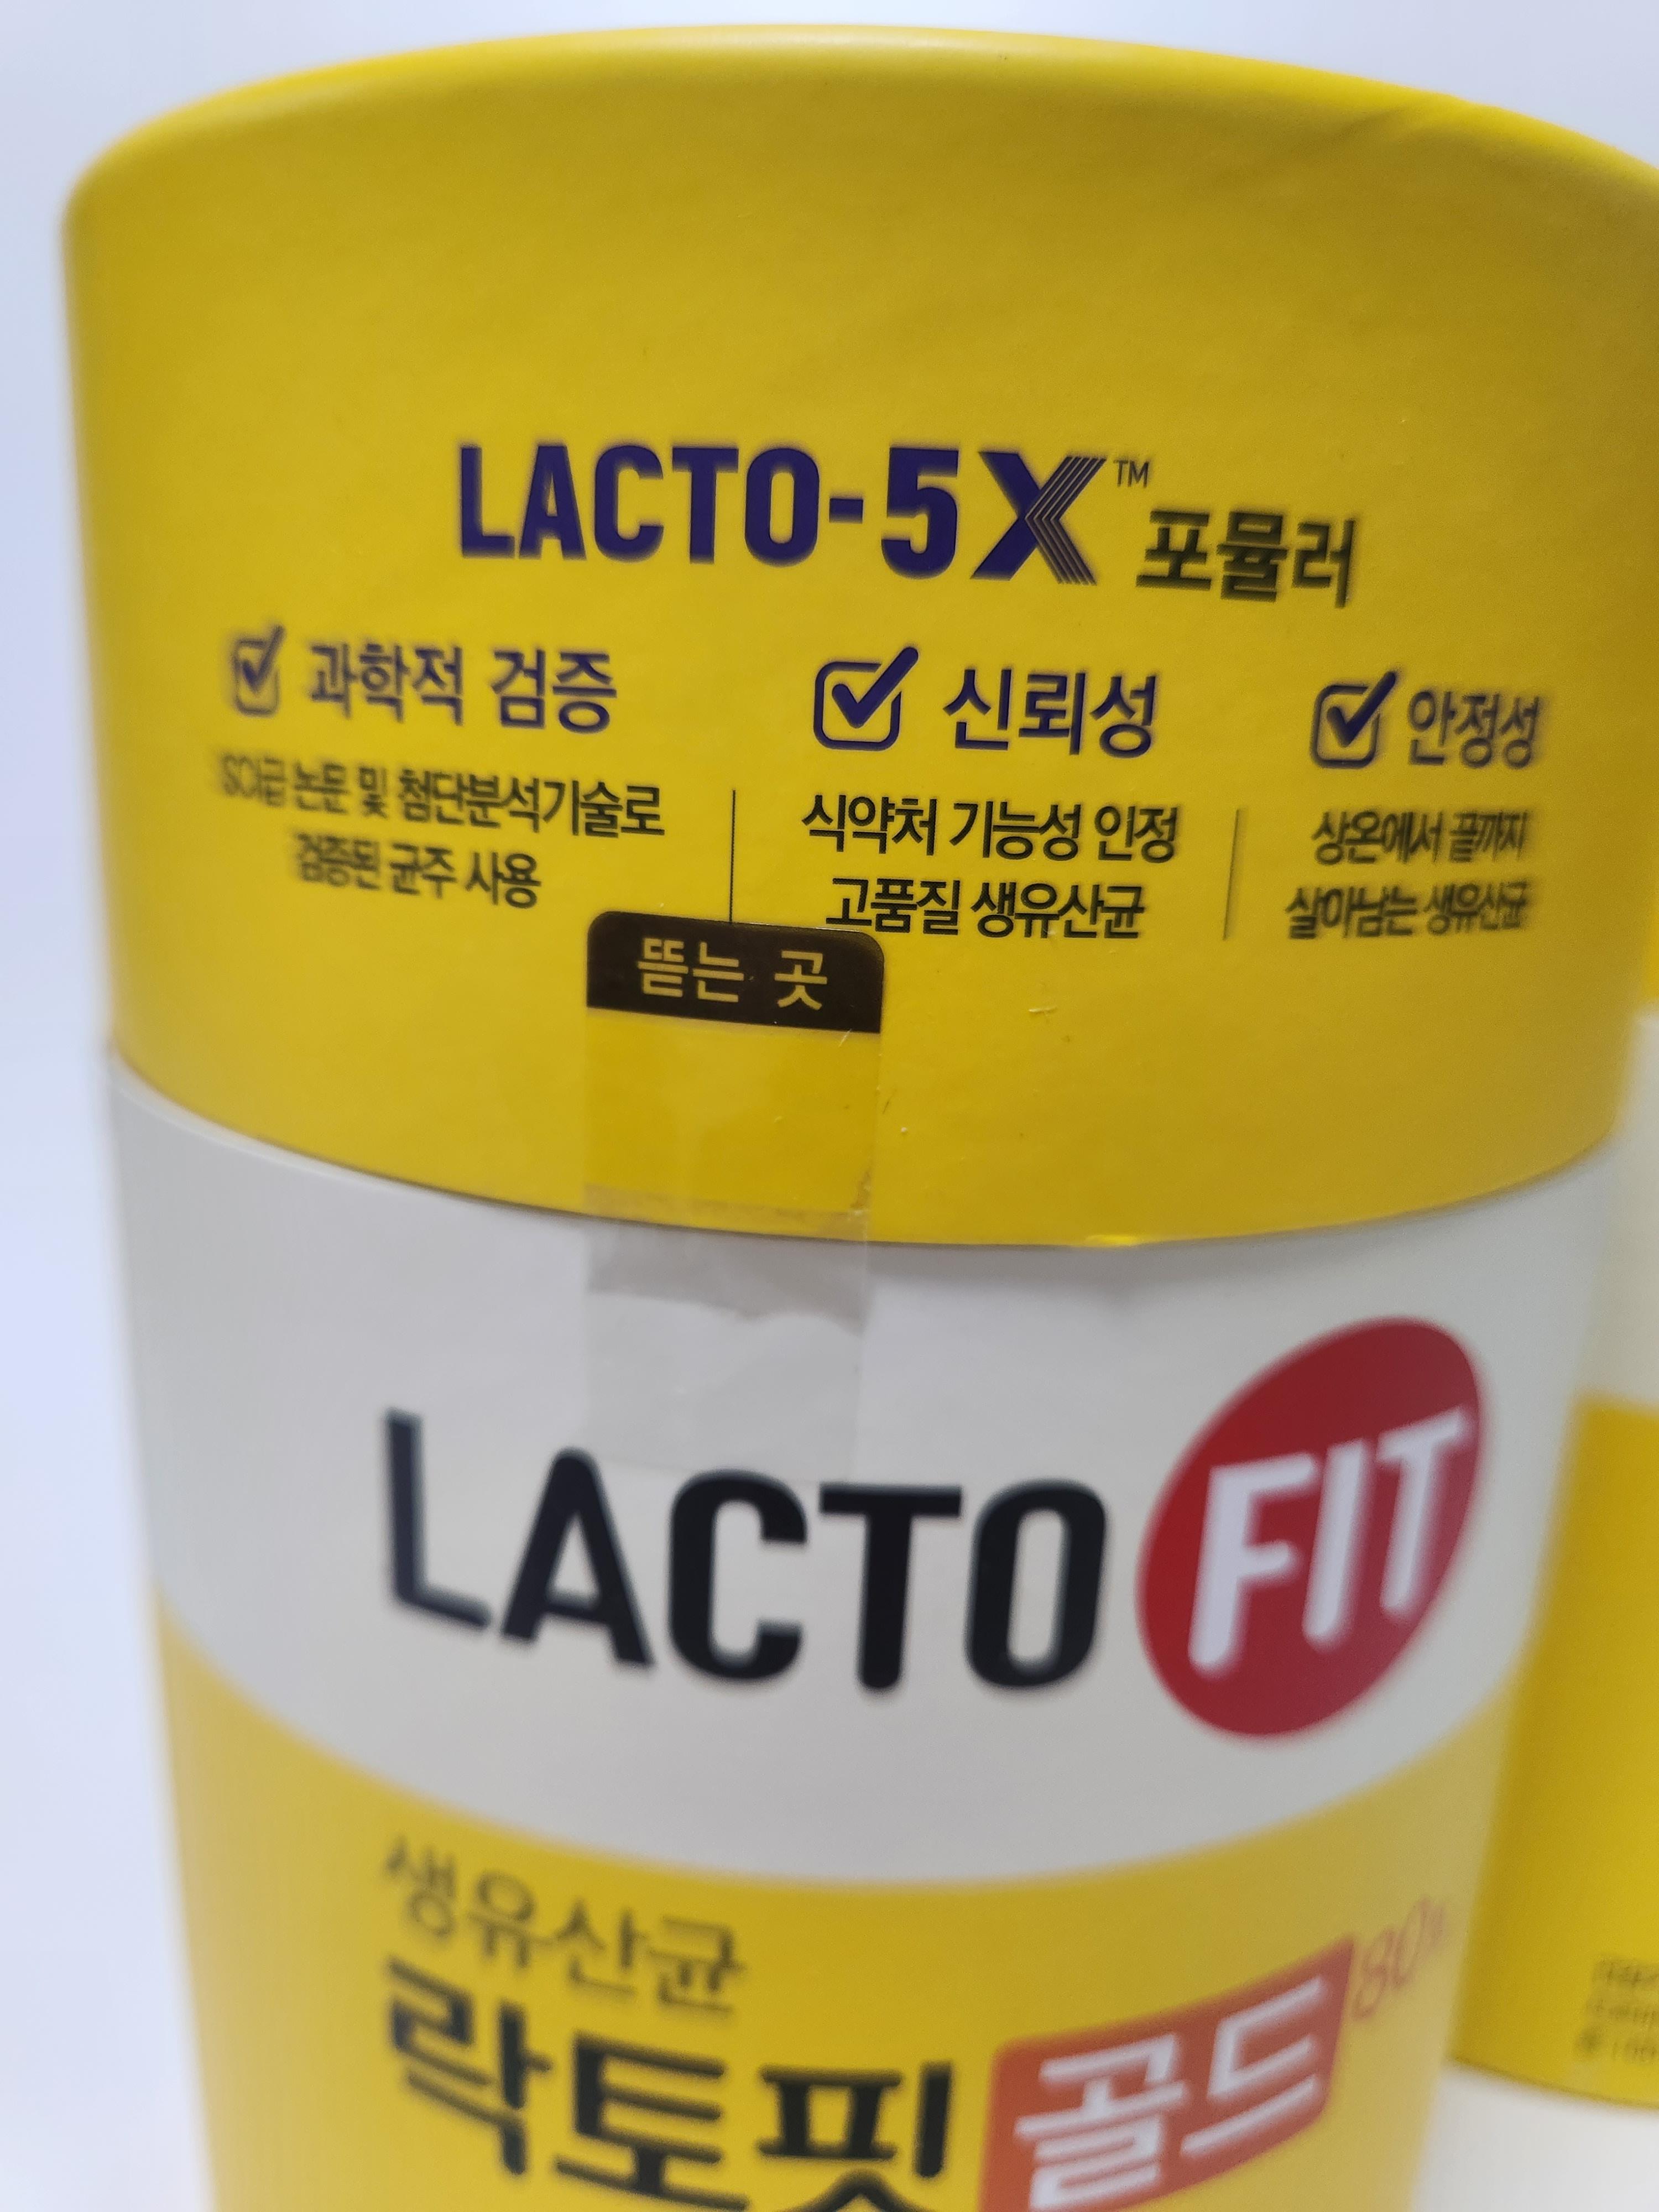 LACTO-5X™ 포뮬러
과학적 검증
SCI급 논문 및 첨단분석기술로
검증된 균주 사용
신뢰성
식약처 기능성 인정
고품질 생유산균
안정성
상온에서 끝까지
살아남는 생유산균
뜯는 곳
LACTO FIT
생유산균
락토핏 골드